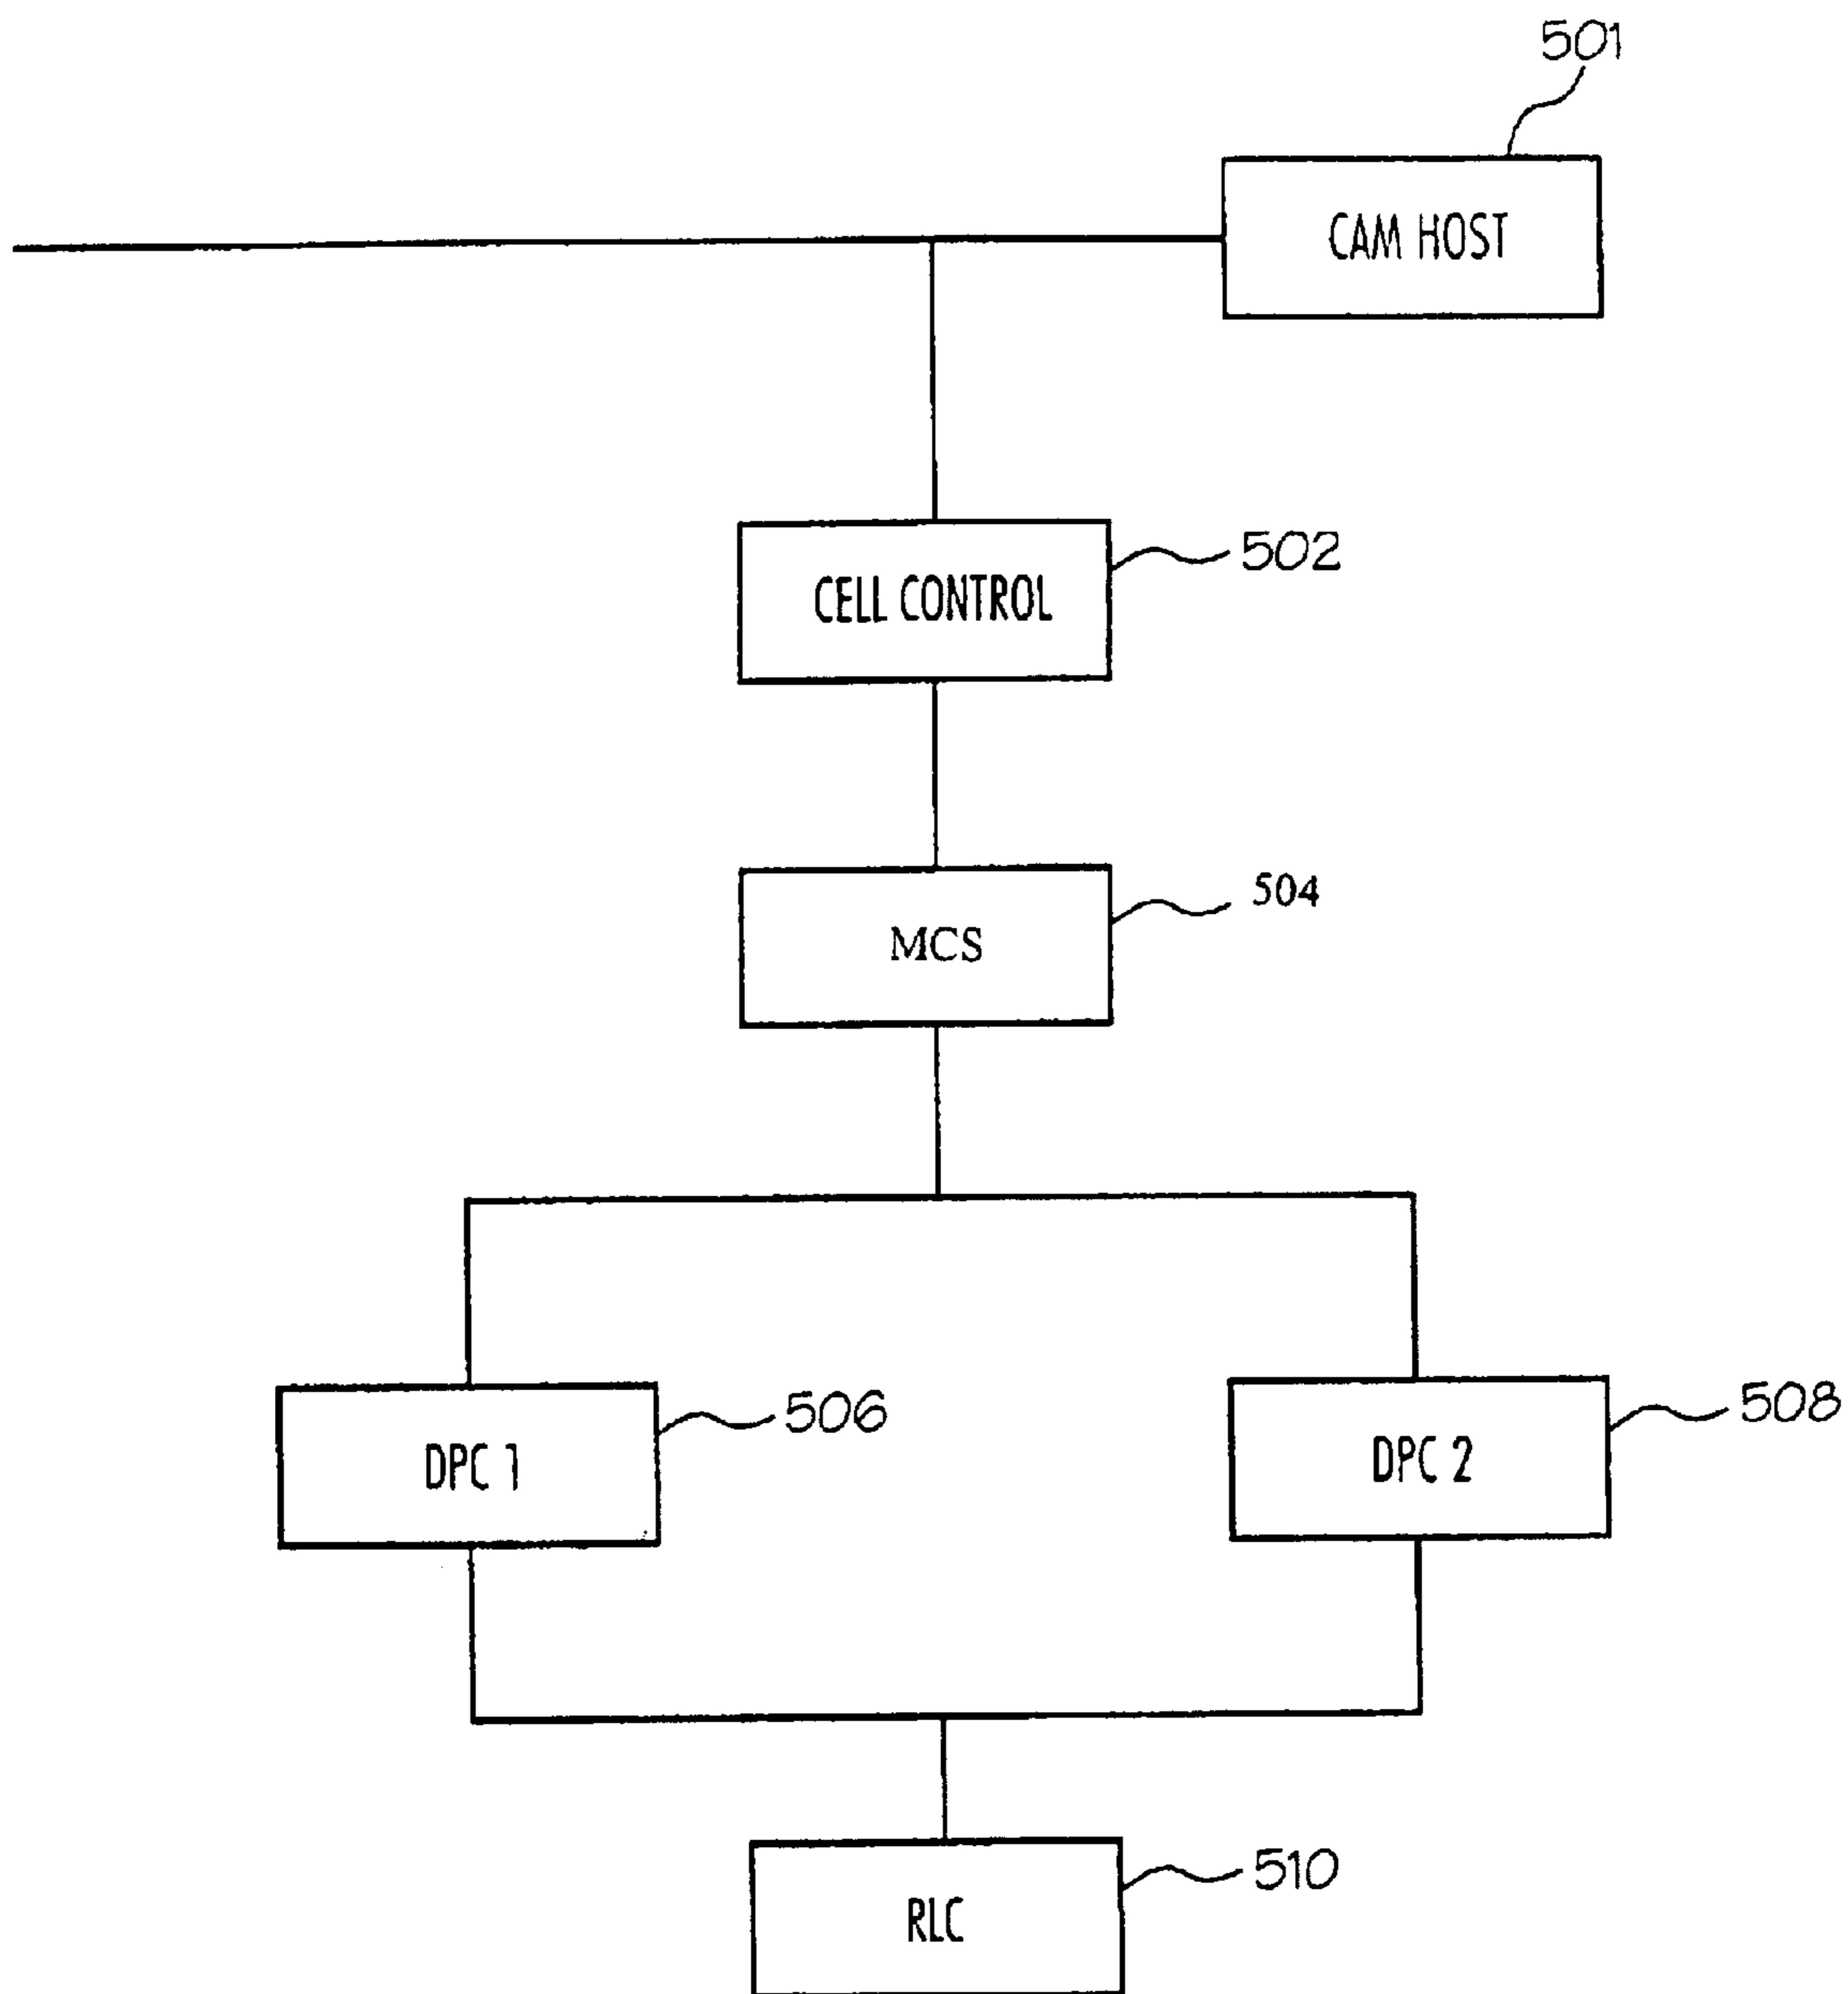 501
CAM HOST
CELL CONTROL
502
MCS
504
DPC 1
506
DPC 2
508
RLC
510